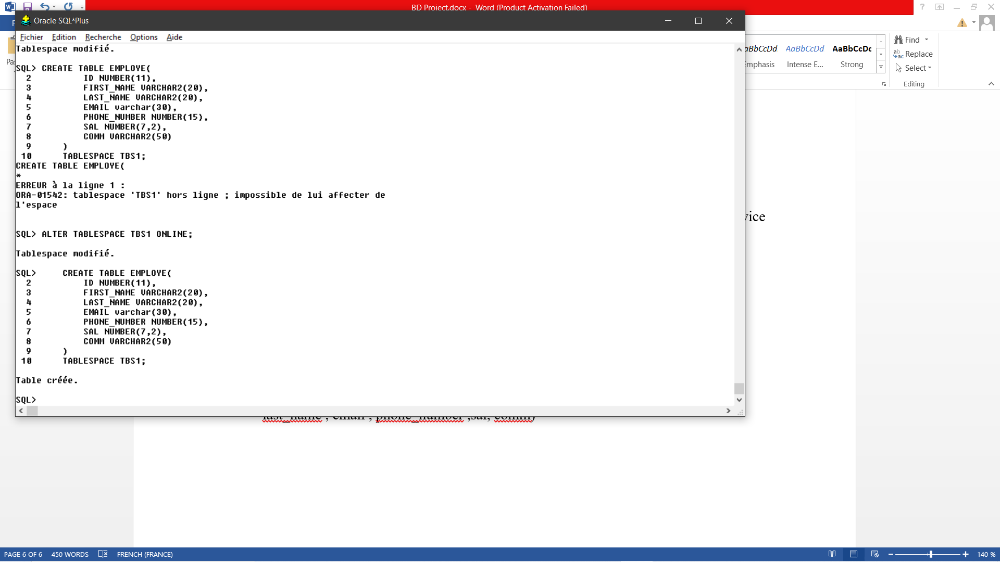 BD Project.docx - Word (Product Activation Failed)
Oracle SQL*Plus
Fichier Edition Recherche Options Aide
Tablespace modifié.
SQL> CREATE TABLE EMPLOYE(
2 ID NUMBER(11),
3 FIRST_NAME VARCHAR2(20),
4 LAST_NAME VARCHAR2(20),
5 EMAIL varchar(30),
6 PHONE_NUMBER NUMBER(15),
7 SAL NUMBER(7,2),
8 COMM VARCHAR2(50)
9 )
10 TABLESPACE TBS1;
CREATE TABLE EMPLOYE(
*
ERREUR à la ligne 1 :
ORA-01542: tablespace 'TBS1' hors ligne ; impossible de lui affecter de
l'espace
SQL> ALTER TABLESPACE TBS1 ONLINE;
Tablespace modifié.
SQL> CREATE TABLE EMPLOYE(
2 ID NUMBER(11),
3 FIRST_NAME VARCHAR2(20),
4 LAST_NAME VARCHAR2(20),
5 EMAIL varchar(30),
6 PHONE_NUMBER NUMBER(15),
7 SAL NUMBER(7,2),
8 COMM VARCHAR2(50)
9 )
10 TABLESPACE TBS1;
Table créée.
SQL>
aBbCcDd AaBbCcDd AaBbCcDc
Emphasis Intense E... Strong
Find
Replace
Select
Editing
vice
last_name , email , phone_number ,sal, comm)
PAGE 6 OF 6 450 WORDS FRENCH (FRANCE) 140 %